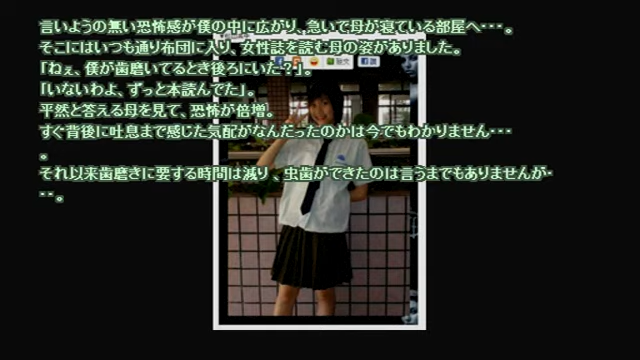 言いようの無い恐怖感が僕の中に広がり、急いで母が寝ている部屋へ・・・。
そこにはいつも通り布団に入り、女性誌を読む母の姿がありました。
「ねぇ、僕が歯磨いてるとき後ろにいた？」。
「いないわよ、ずっと本読んでた」。
平然と答える母を見て、恐怖が倍増。
すぐ背後に吐息まで感じた気配がなんだったのかは今でもわかりません・・・
。
それ以来歯磨きに要する時間は減り、虫歯ができたのは言うまでもありませんが・
・・。